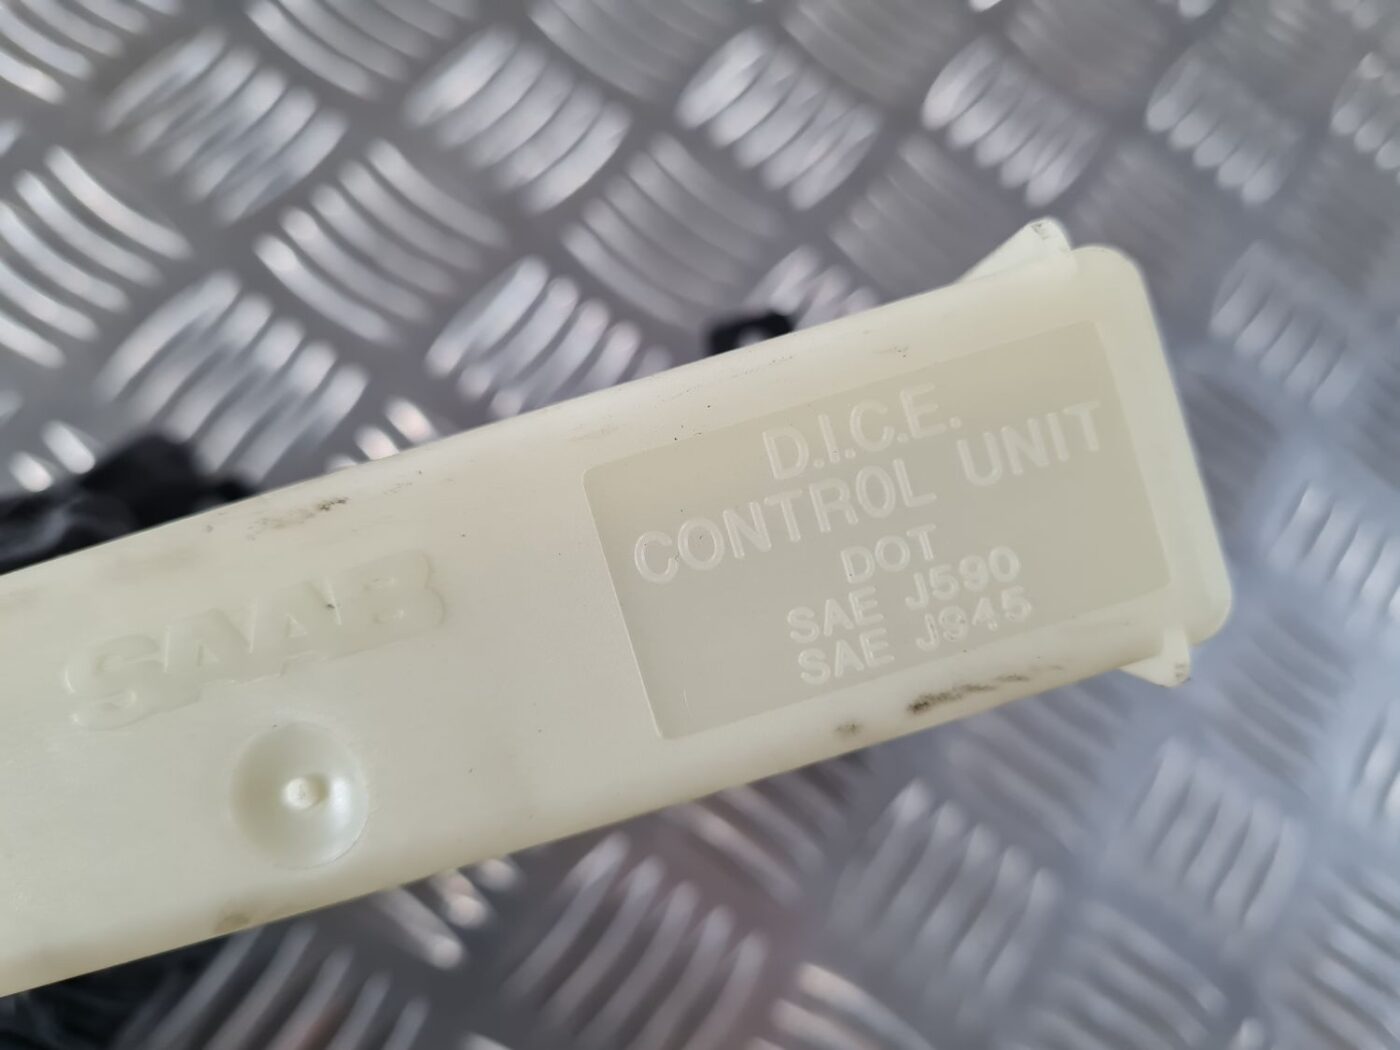 SAAB
D.I.C.E.
CONTROL UNIT
DOT
SAE J590
SAE J945